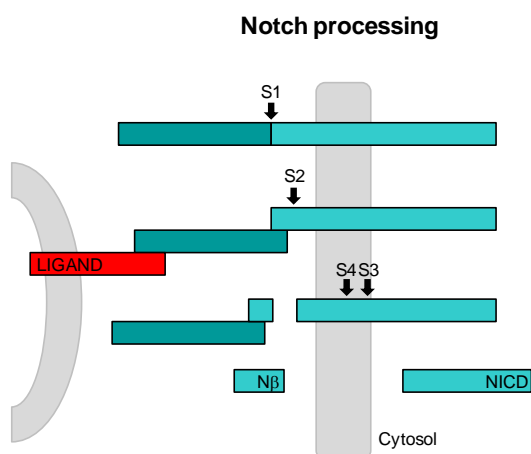 Notch processing
S1
S2
LIGAND
S4 S3
Nβ
NICD
Cytosol